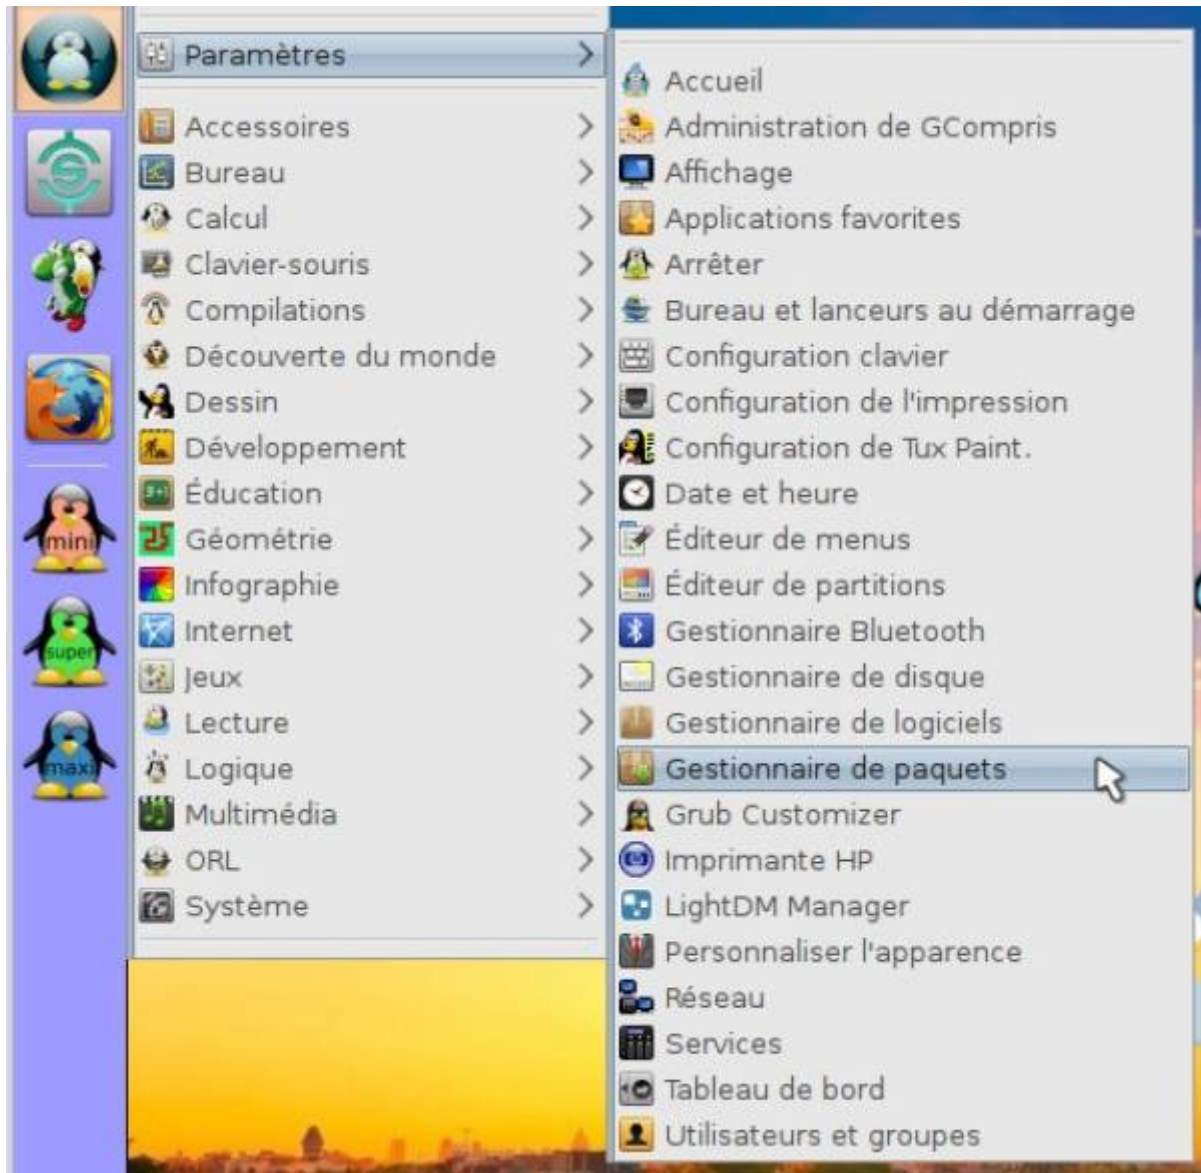 Paramètres
Accessoires
Bureau
Calcul
Clavier-souris
Compilations
Découverte du monde
Dessin
Développement
Éducation
Géométrie
Infographie
Internet
Jeux
Lecture
Logique
Multimédia
ORL
Système
Accueil
Administration de GCompris
Affichage
Applications favorites
Arrêter
Bureau et lanceurs au démarrage
Configuration clavier
Configuration de l'impression
Configuration de Tux Paint.
Date et heure
Éditeur de menus
Éditeur de partitions
Gestionnaire Bluetooth
Gestionnaire de disque
Gestionnaire de logiciels
Gestionnaire de paquets
Grub Customizer
Imprimante HP
LightDM Manager
Personnaliser l'apparence
Réseau
Services
Tableau de bord
Utilisateurs et groupes
mini
super
maxi